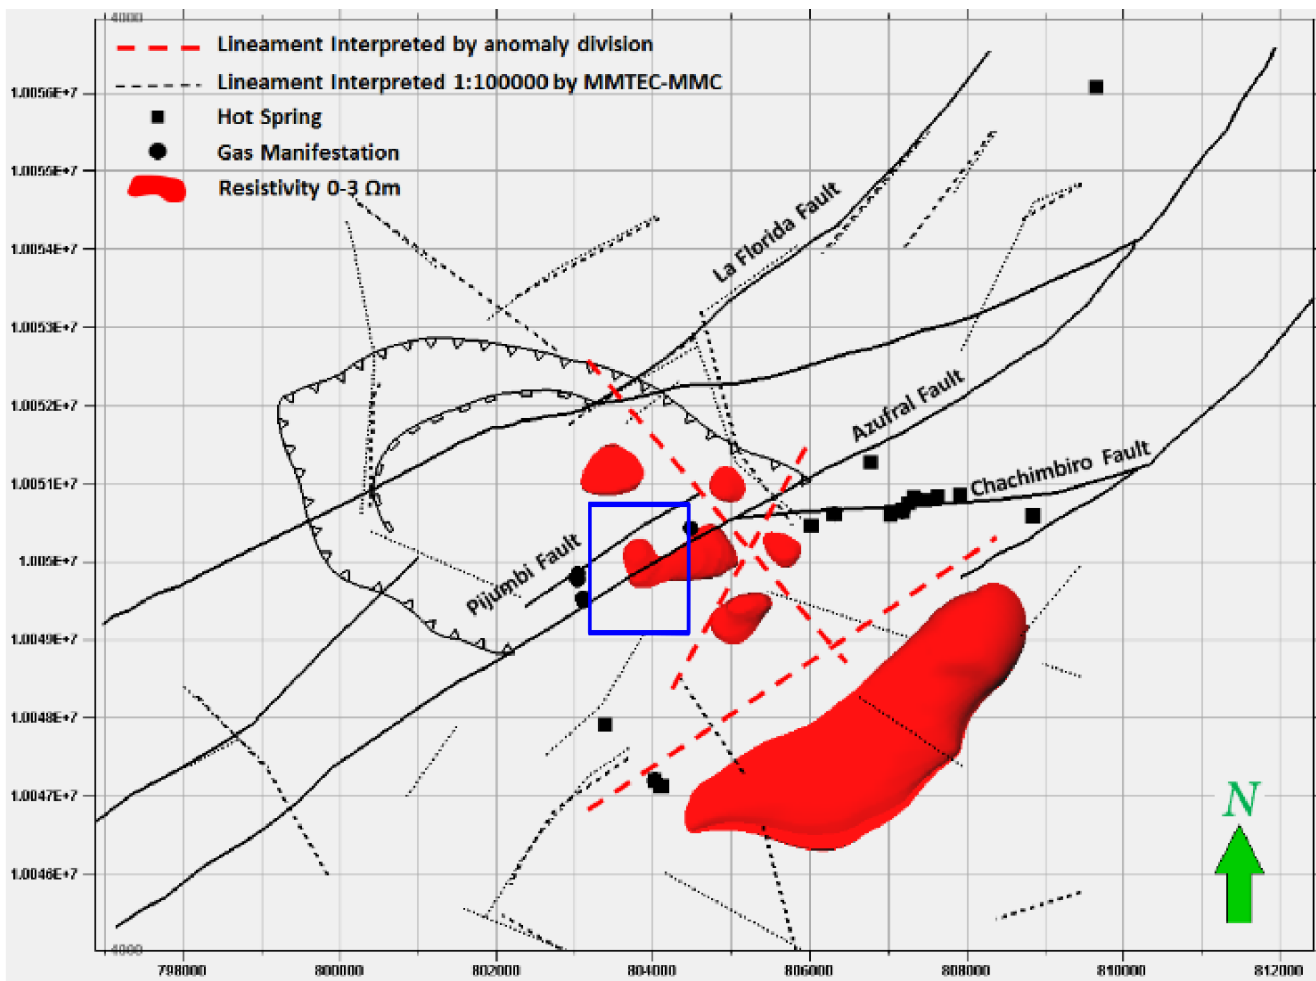 4000
Lineament Interpreted by anomaly division
Lineament Interpreted 1:100000 by MMTEC-MMC
Hot Spring
Gas Manifestation
Resistivity 0-3 Ωm
1.0056E+7
1.0055E+7
1.0054E+7
1.0053E+7
1.0052E+7
1.0051E+7
1.005E+7
1.0049E+7
1.0048E+7
1.0047E+7
1.0046E+7
La Florida Fault
Azufral Fault
Chachimbiro Fault
Pijumbi Fault
N
4000
798000 800000 802000 804000 806000 808000 810000 812000